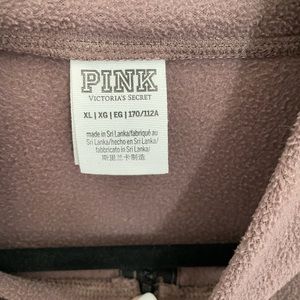 PINK
VICTORIA'S SECRET
XL | XG | EG | 170/112A
made in Sri Lanka/fabriqué au
Sri Lanka/hecho en Sri Lanka/
fabbricato in Sri Lanka/
斯里兰卡制造